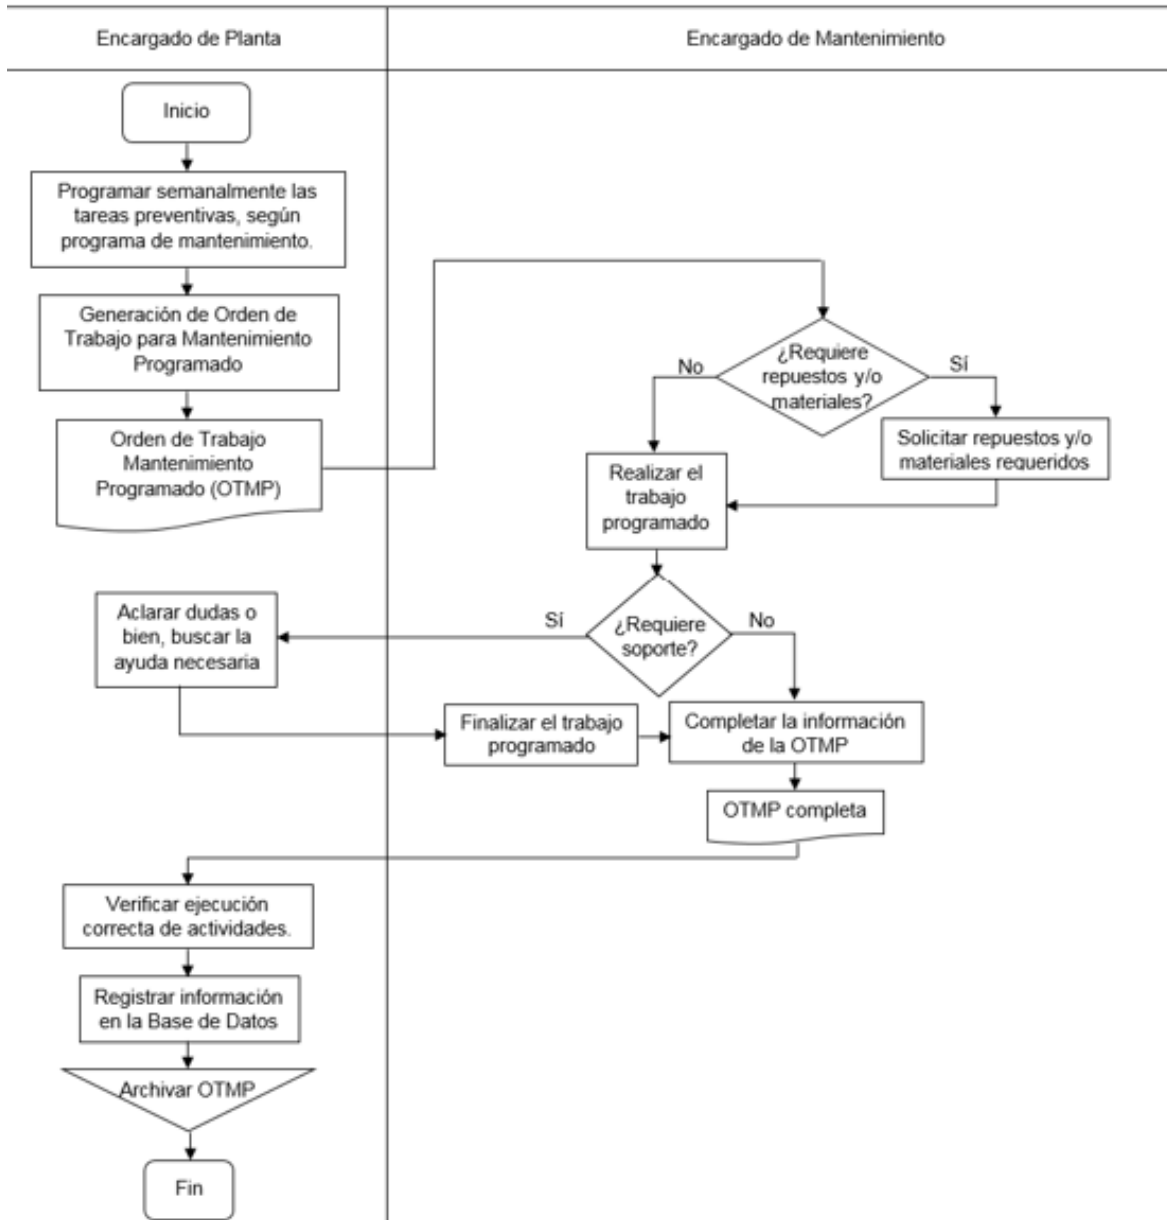 Encargado de Planta
Encargado de Mantenimiento
Inicio
Programar semanalmente las
tareas preventivas, según
programa de mantenimiento.
Generación de Orden de
Trabajo para Mantenimiento
Programado
Orden de Trabajo
Mantenimiento
Programado (OTMP)
¿Requiere
repuestos y/o
materiales?
No
Sí
Solicitar repuestos y/o
materiales requeridos
Realizar el
trabajo
programado
¿Requiere
soporte?
Sí
No
Aclarar dudas o
bien, buscar la
ayuda necesaria
Finalizar el trabajo
programado
Completar la información
de la OTMP
OTMP completa
Verificar ejecución
correcta de actividades.
Registrar información
en la Base de Datos
Archivar OTMP
Fin